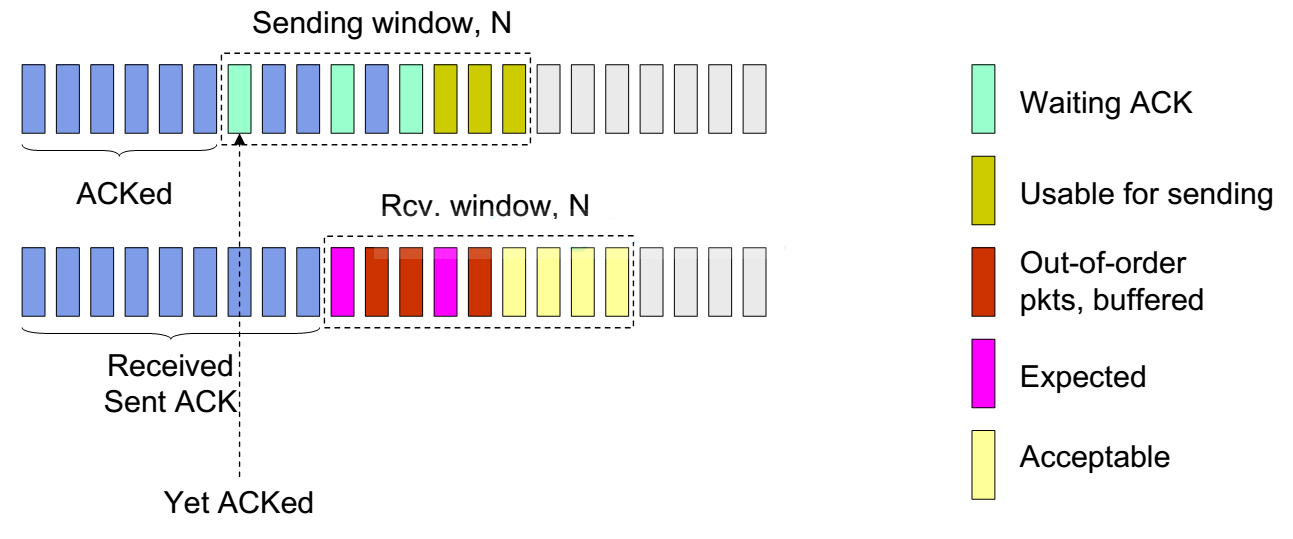 Sending window, N
ACKed
Rcv. window, N
Received
Sent ACK
Yet ACKed
Waiting ACK
Usable for sending
Out-of-order
pkts, buffered
Expected
Acceptable